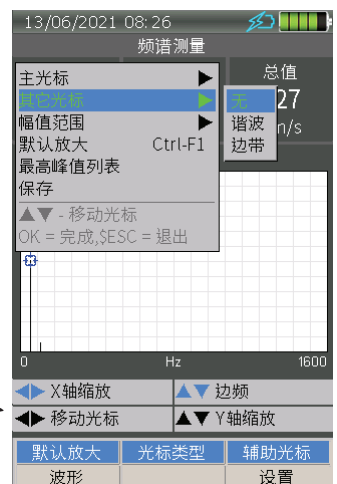 13/06/2021 08:26
频谱测量
主光标 ▶
总值
其它光标 ▶
无
27
幅值范围 ▶
谐波
n/s
默认放大 Ctrl-F1
边带
最高峰值列表
保存
▲▼ - 移动光标
OK = 完成,$ESC = 退出
0 Hz 1600
◀▶ X轴缩放 ▲▼ 边频
◀▶ 移动光标 ▲▼ Y轴缩放
默认放大 光标类型 辅助光标
波形 设置